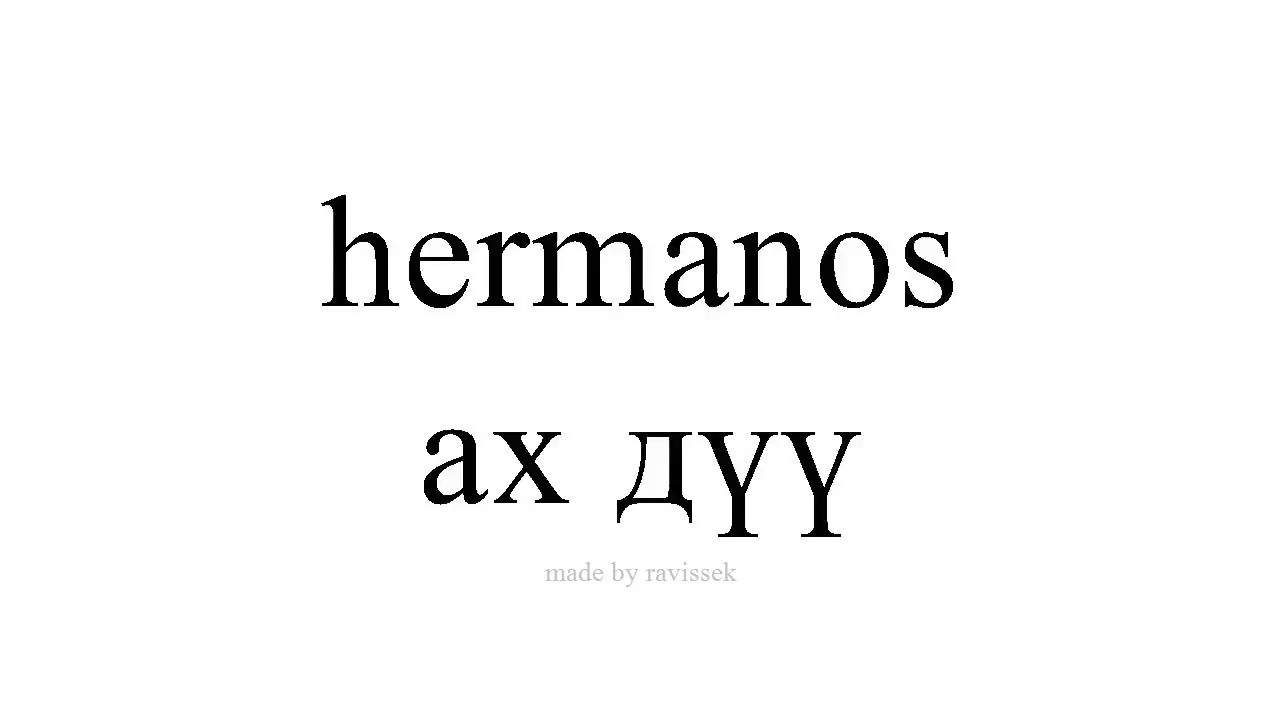 hermanos
ах дүү
made by ravissek